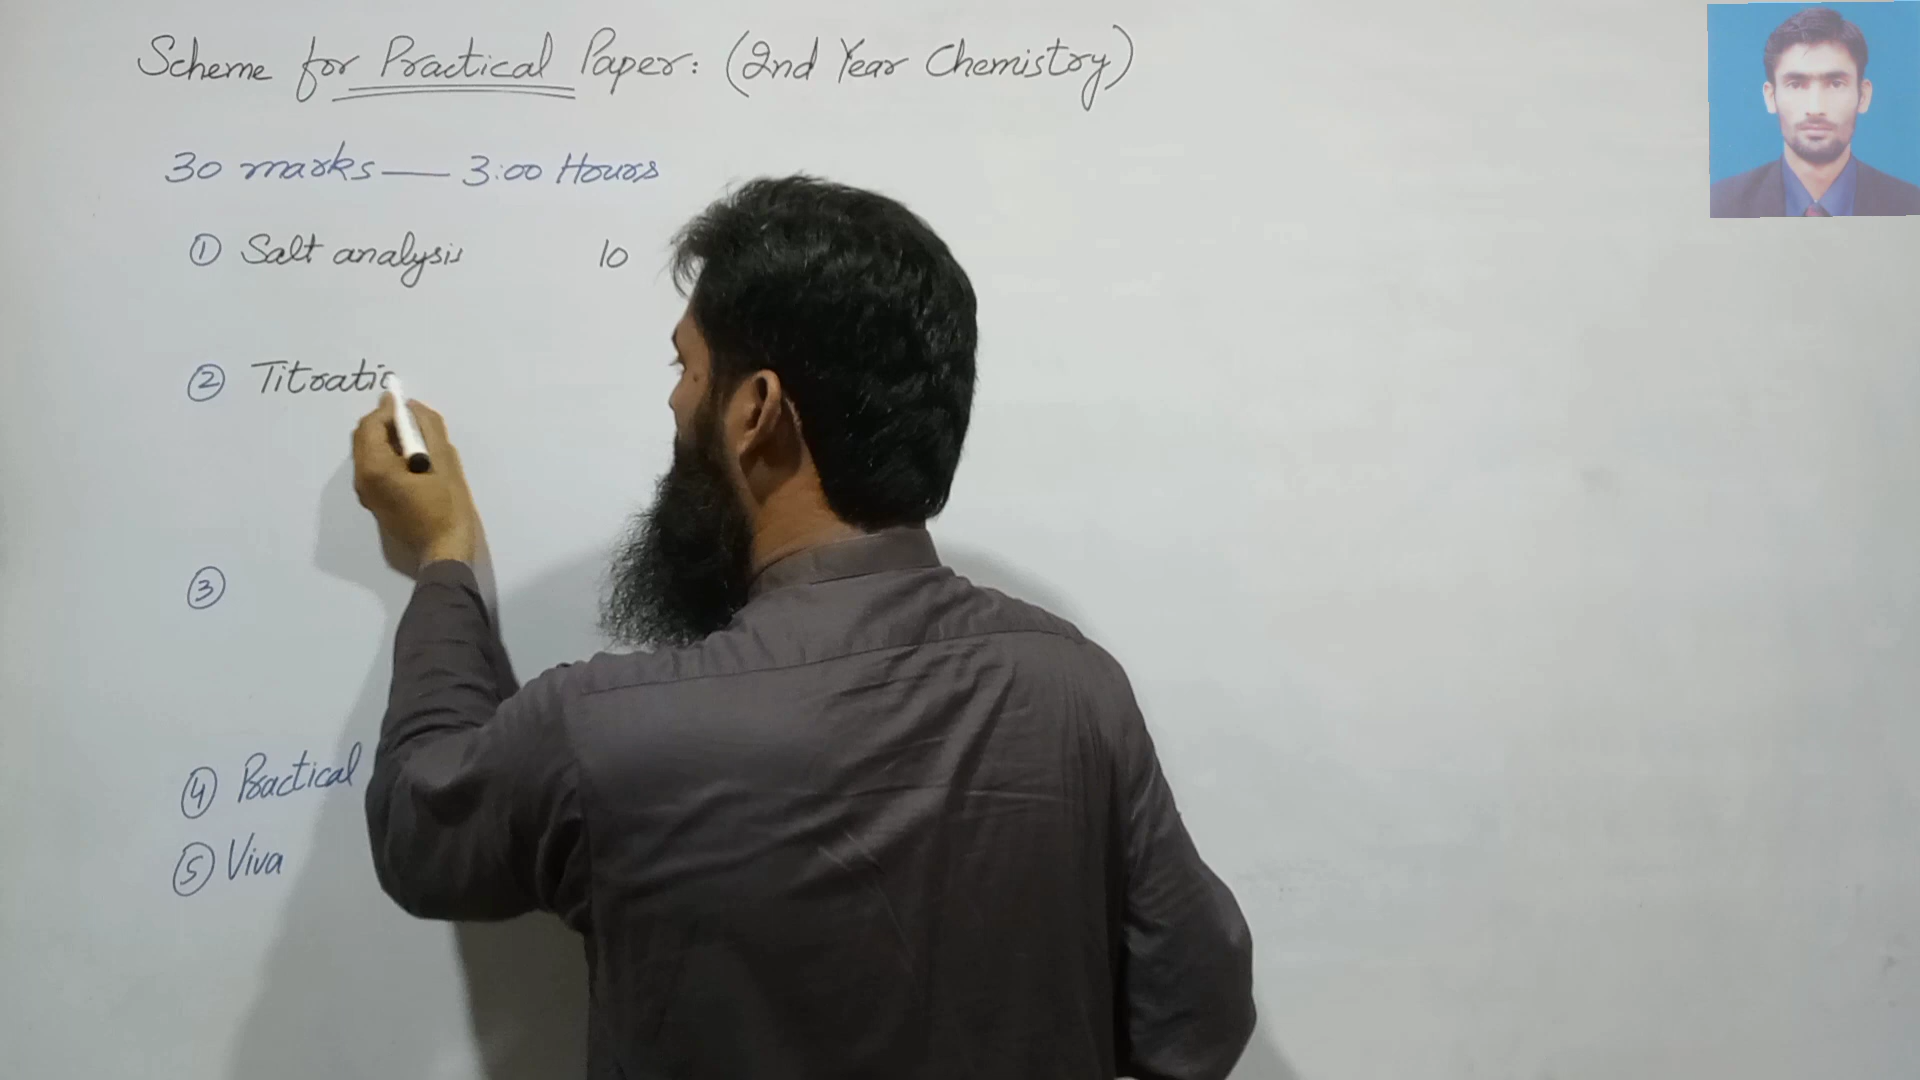 Scheme for Practical Paper: (2nd Year Chemistry)
30 marks — 3:00 Hours
① Salt analysis 10
② Titratio
③
④ Practical
⑤ Viva